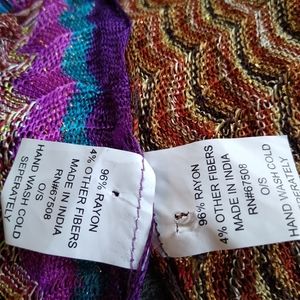 96% RAYON
4% OTHER FIBERS
MADE IN INDIA
RN#67508
O/S
HAND WASH COLD
SEPERATELY
96% RAYON
4% OTHER FIBERS
MADE IN INDIA
RN#67508
O/S
HAND WASH COLD